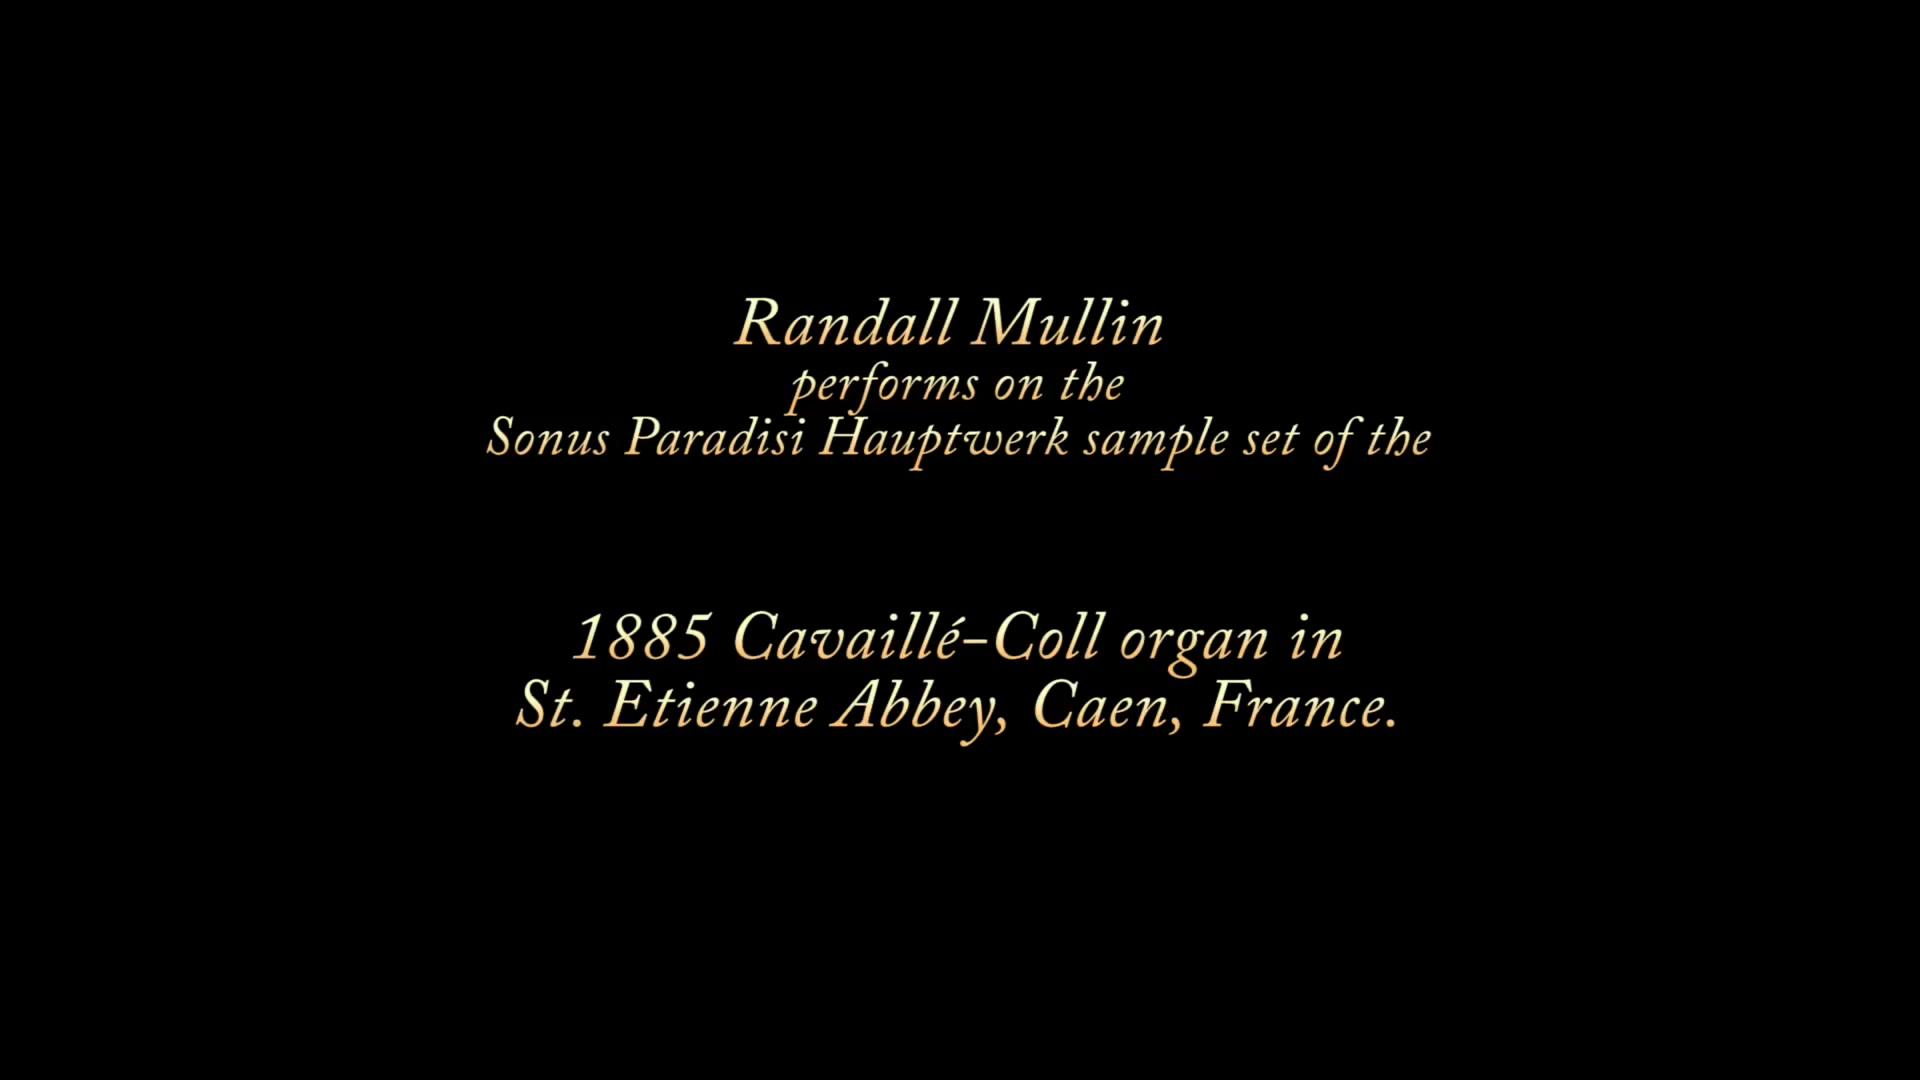 Randall Mullin
performs on the
Sonus Paradisi Hauptwerk sample set of the
1885 Cavaillé-Coll organ in
St. Etienne Abbey, Caen, France.